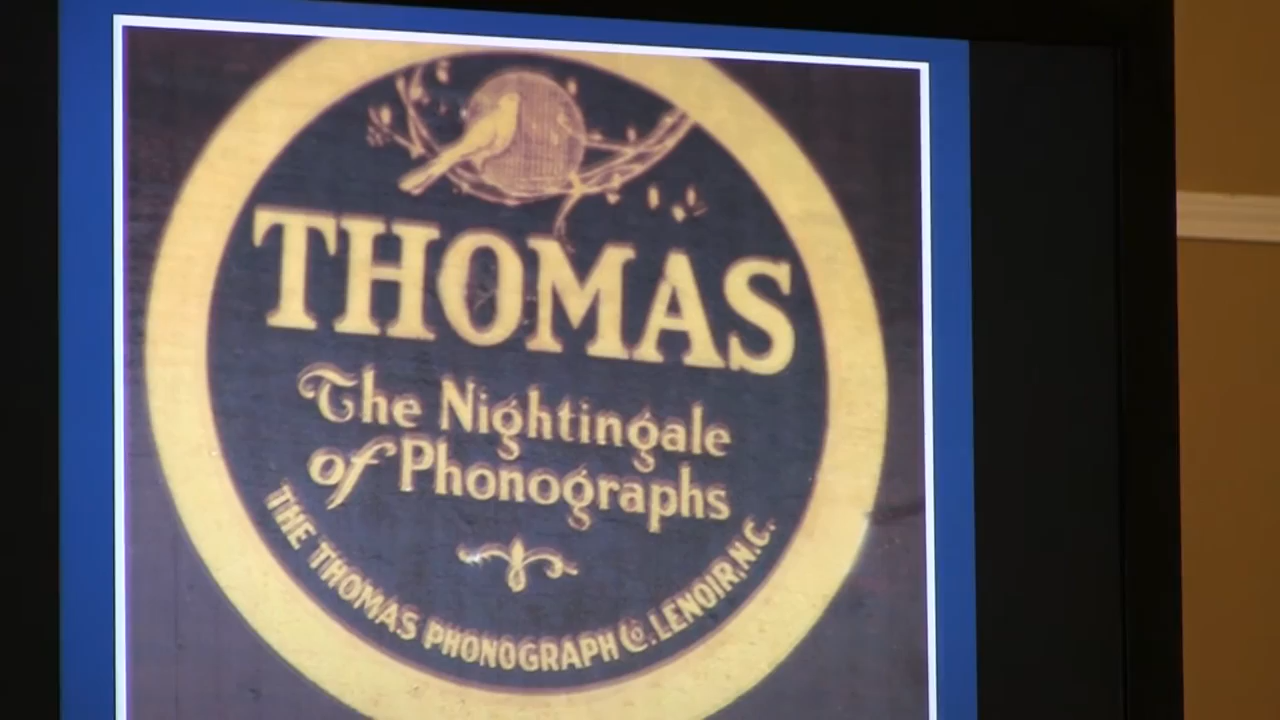 THOMAS
The Nightingale
of Phonographs
THE THOMAS PHONOGRAPH Co. LENOIR, N.C.